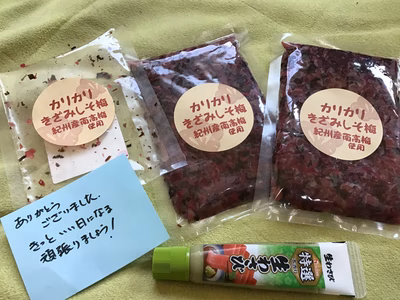 カリカリ
きざみしそ梅
紀州産南高梅
使用
カリカリ
きざみしそ梅
紀州産南高梅
使用
カリカリ
きざみしそ梅
紀州産南高梅
使用
ありがとう
ございました。
きっと いい日になる
頑張りましょう!
特選
生わさび
生わさび